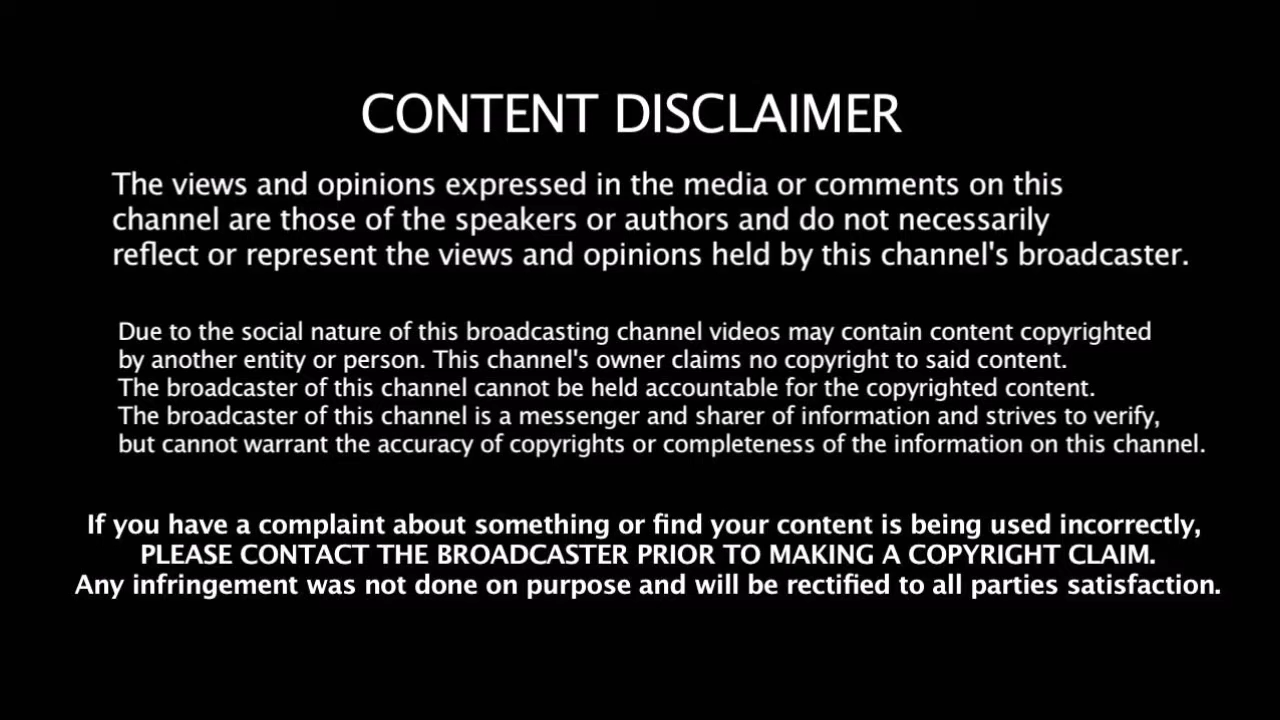 CONTENT DISCLAIMER
The views and opinions expressed in the media or comments on this
channel are those of the speakers or authors and do not necessarily
reflect or represent the views and opinions held by this channel's broadcaster.
Due to the social nature of this broadcasting channel videos may contain content copyrighted
by another entity or person. This channel's owner claims no copyright to said content.
The broadcaster of this channel cannot be held accountable for the copyrighted content.
The broadcaster of this channel is a messenger and sharer of information and strives to verify,
but cannot warrant the accuracy of copyrights or completeness of the information on this channel.
If you have a complaint about something or find your content is being used incorrectly,
PLEASE CONTACT THE BROADCASTER PRIOR TO MAKING A COPYRIGHT CLAIM.
Any infringement was not done on purpose and will be rectified to all parties satisfaction.